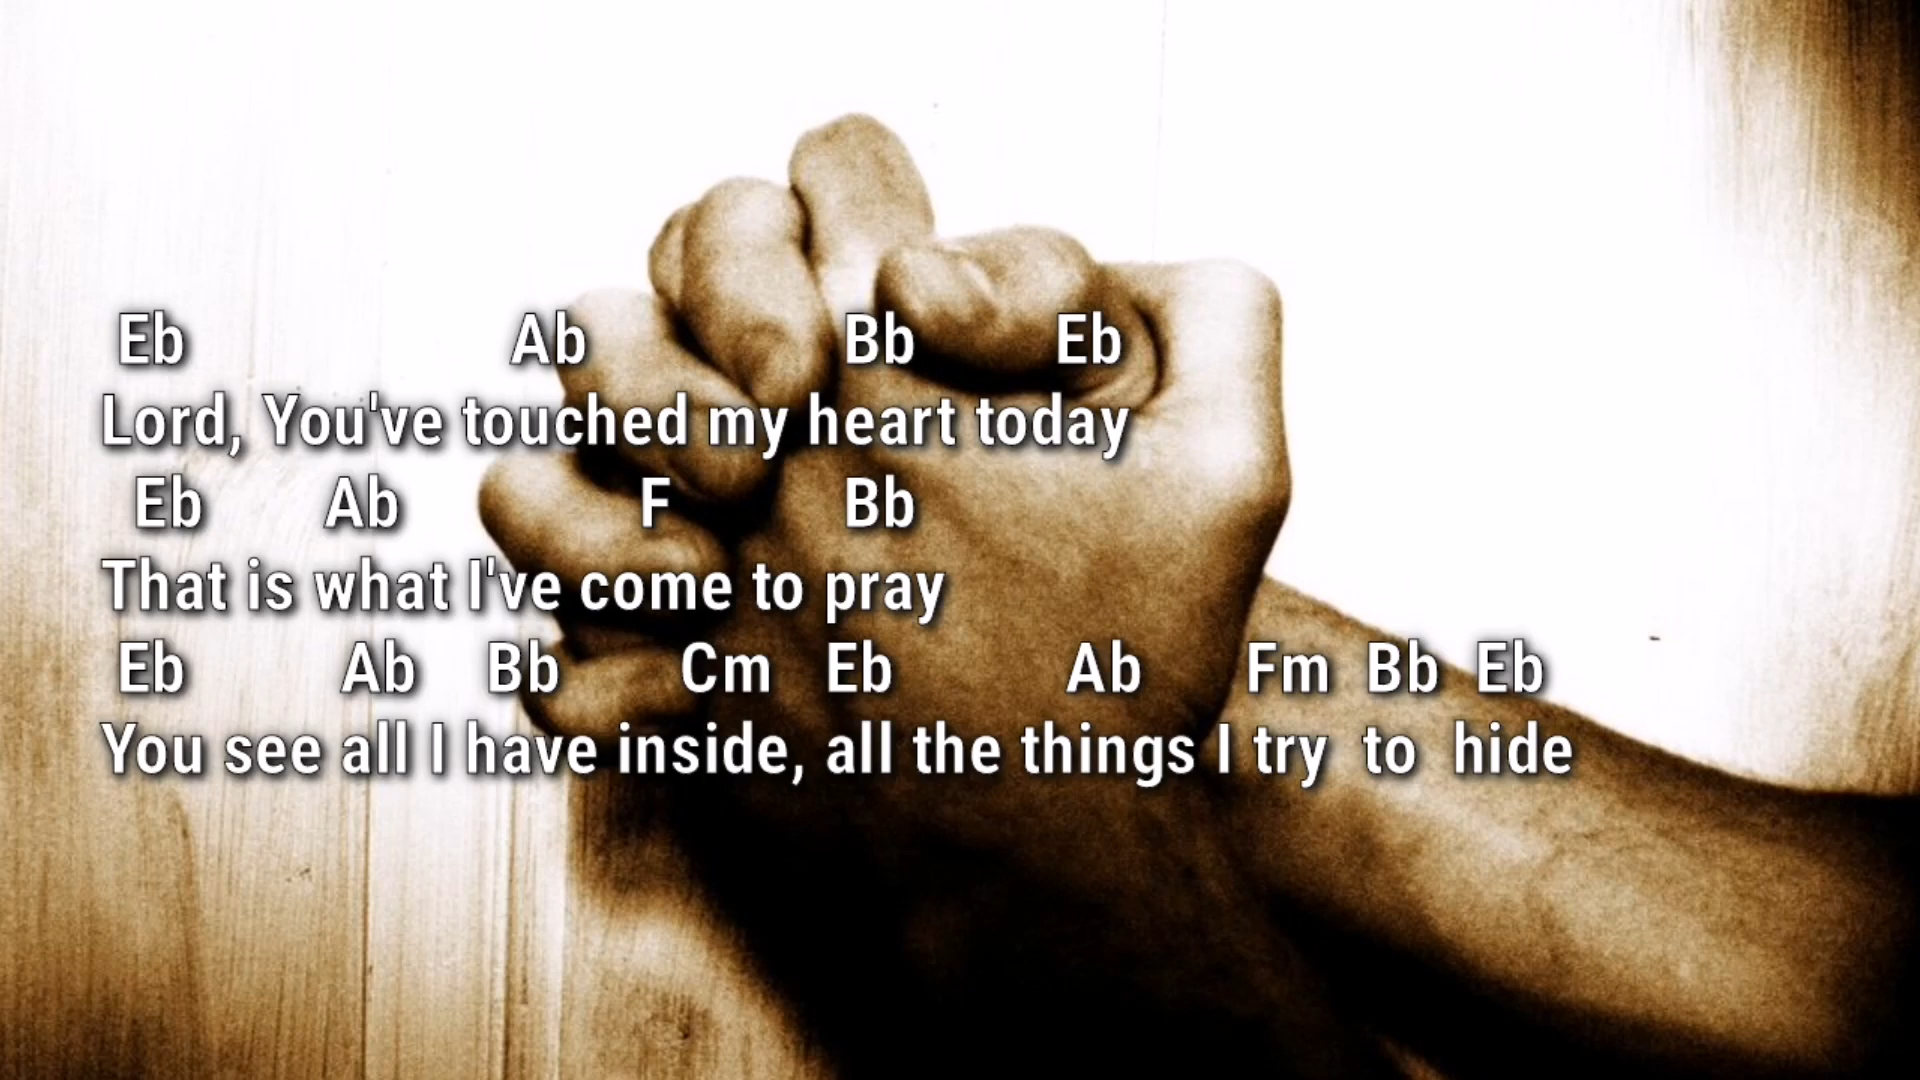 Eb Ab Bb Eb
Lord, You've touched my heart today
Eb Ab F Bb
That is what I've come to pray
Eb Ab Bb Cm Eb Ab Fm Bb Eb
You see all I have inside, all the things I try to hide